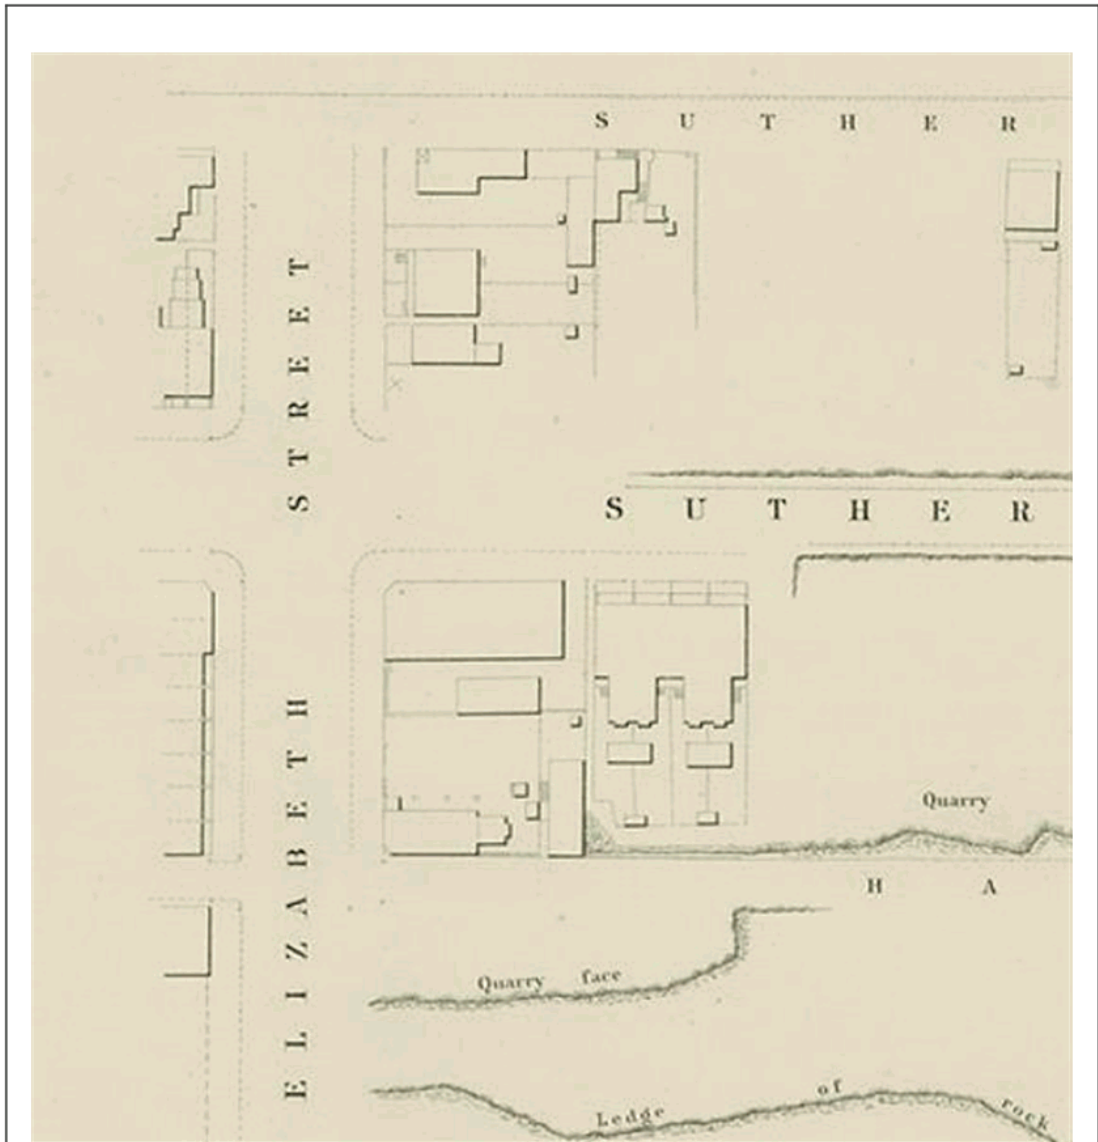 S U T H E R
ELIZABETH STREET
S U T H E R
Quarry
H A
Quarry face
Ledge of rock